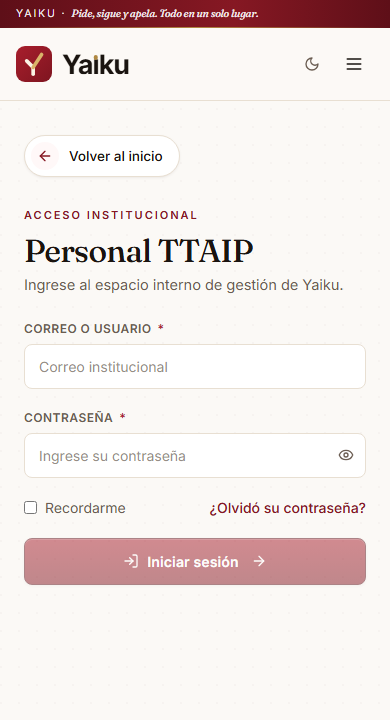 YAIKU · Pide, sigue y apela. Todo en un solo lugar.
Yaiku
Volver al inicio
ACCESO INSTITUCIONAL
Personal TTAIP
Ingrese al espacio interno de gestión de Yaiku.
CORREO O USUARIO *
Correo institucional
CONTRASEÑA *
Ingrese su contraseña
Recordarme ¿Olvidó su contraseña?
Iniciar sesión